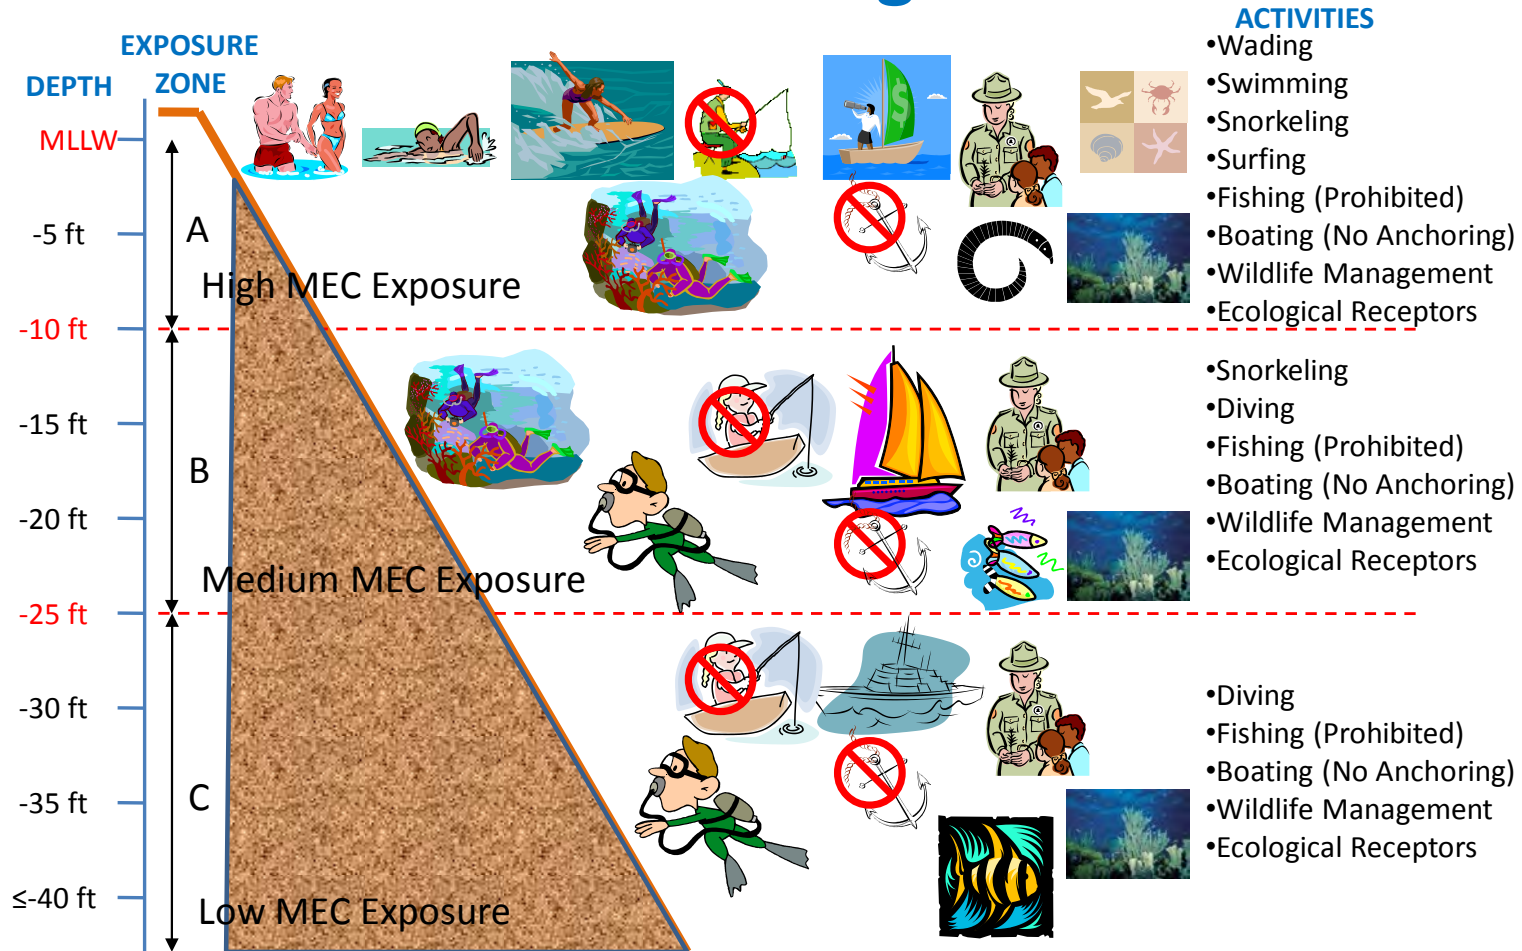 ACTIVITIES
EXPOSURE
ZONE
DEPTH
MLLW
-5 ft
-10 ft
-15 ft
-20 ft
-25 ft
-30 ft
-35 ft
≤-40 ft
A
High MEC Exposure
B
Medium MEC Exposure
C
Low MEC Exposure
$
•Wading
•Swimming
•Snorkeling
•Surfing
•Fishing (Prohibited)
•Boating (No Anchoring)
•Wildlife Management
•Ecological Receptors
•Snorkeling
•Diving
•Fishing (Prohibited)
•Boating (No Anchoring)
•Wildlife Management
•Ecological Receptors
•Diving
•Fishing (Prohibited)
•Boating (No Anchoring)
•Wildlife Management
•Ecological Receptors